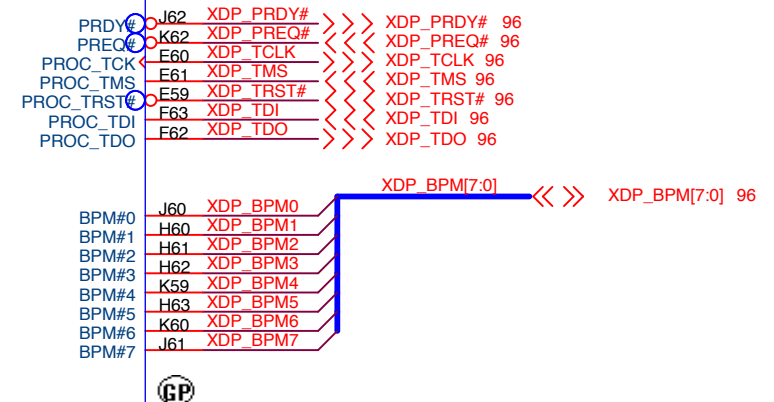 PRDY# J62 XDP_PRDY# XDP_PRDY# 96
PREQ# K62 XDP_PREQ# XDP_PREQ# 96
PROC_TCK E60 XDP_TCLK XDP_TCLK 96
PROC_TMS E61 XDP_TMS XDP_TMS 96
PROC_TRST# E59 XDP_TRST# XDP_TRST# 96
PROC_TDI F63 XDP_TDI XDP_TDI 96
PROC_TDO F62 XDP_TDO XDP_TDO 96
XDP_BPM[7:0] XDP_BPM[7:0] 96
BPM#0 J60 XDP_BPM0
BPM#1 H60 XDP_BPM1
BPM#2 H61 XDP_BPM2
BPM#3 H62 XDP_BPM3
BPM#4 K59 XDP_BPM4
BPM#5 H63 XDP_BPM5
BPM#6 K60 XDP_BPM6
BPM#7 J61 XDP_BPM7
GP